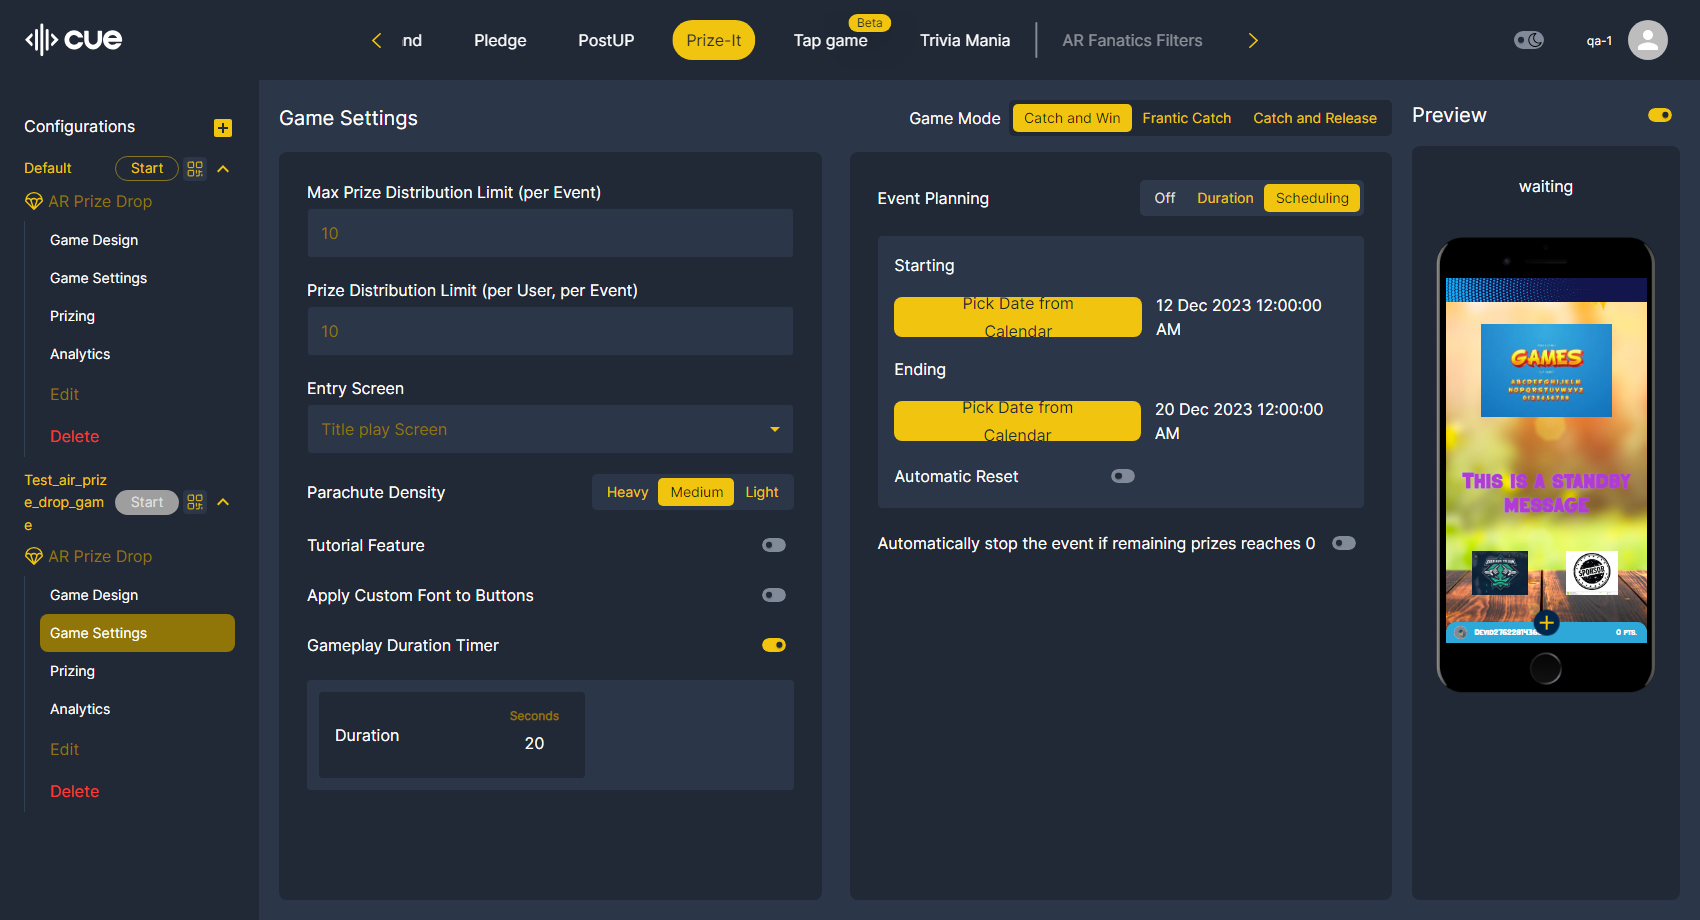 cue
nd
Pledge
PostUP
Prize-It
Beta
Tap game
Trivia Mania
AR Fanatics Filters
qa-1
Configurations
Default
Start
AR Prize Drop
Game Design
Game Settings
Prizing
Analytics
Edit
Delete
Test_air_priz
e_drop_gam
e
Start
AR Prize Drop
Game Design
Game Settings
Prizing
Analytics
Edit
Delete
Game Settings
Game Mode
Catch and Win
Frantic Catch
Catch and Release
Max Prize Distribution Limit (per Event)
10
Prize Distribution Limit (per User, per Event)
10
Entry Screen
Title play Screen
Parachute Density
Heavy
Medium
Light
Tutorial Feature
Apply Custom Font to Buttons
Gameplay Duration Timer
Duration
Seconds
20
Event Planning
Off
Duration
Scheduling
Starting
Pick Date from
Calendar
12 Dec 2023 12:00:00
AM
Ending
Pick Date from
Calendar
20 Dec 2023 12:00:00
AM
Automatic Reset
Automatically stop the event if remaining prizes reaches 0
Preview
waiting
GAMES
ABCDEFGHIJKLM
NOPQRSTUVWXYZ
THIS IS A STANDBY
MESSAGE
SPONSOR
0 PTS.